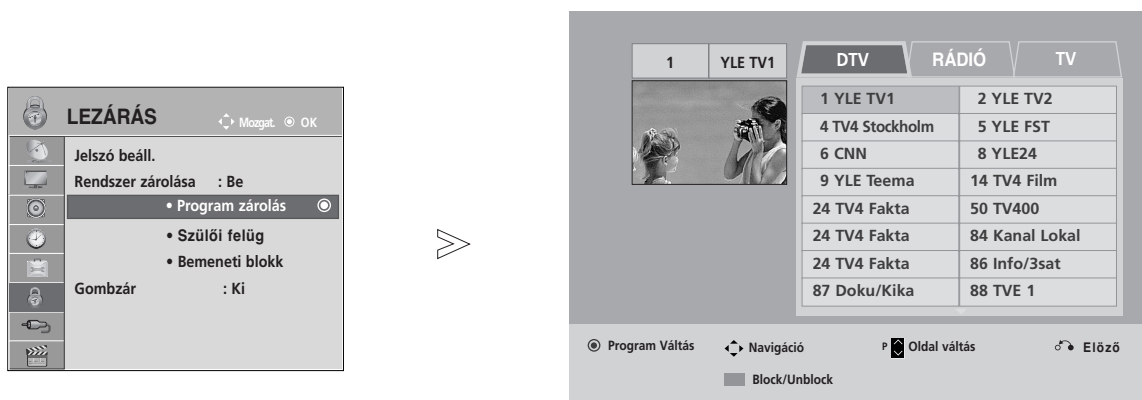 LEZÁRÁS
Mozgat. OK
Jelszó beáll.
Rendszer zárolása : Be
• Program zárolás
• Szülői felüg
• Bemeneti blokk
Gombzár : Ki
1 YLE TV1
DTV RÁDIÓ TV
1 YLE TV1 2 YLE TV2
4 TV4 Stockholm 5 YLE FST
6 CNN 8 YLE24
9 YLE Teema 14 TV4 Film
24 TV4 Fakta 50 TV400
24 TV4 Fakta 84 Kanal Lokal
24 TV4 Fakta 86 Info/3sat
87 Doku/Kika 88 TVE 1
Program Váltás Navigáció P Oldal váltás Előző
Block/Unblock